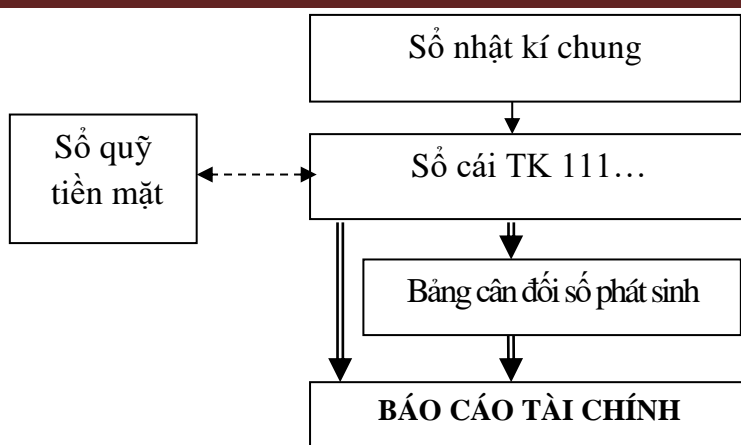 Sổ nhật kí chung
Sổ quỹ
tiền mặt
Sổ cái TK 111…
Bảng cân đối số phát sinh
BÁO CÁO TÀI CHÍNH